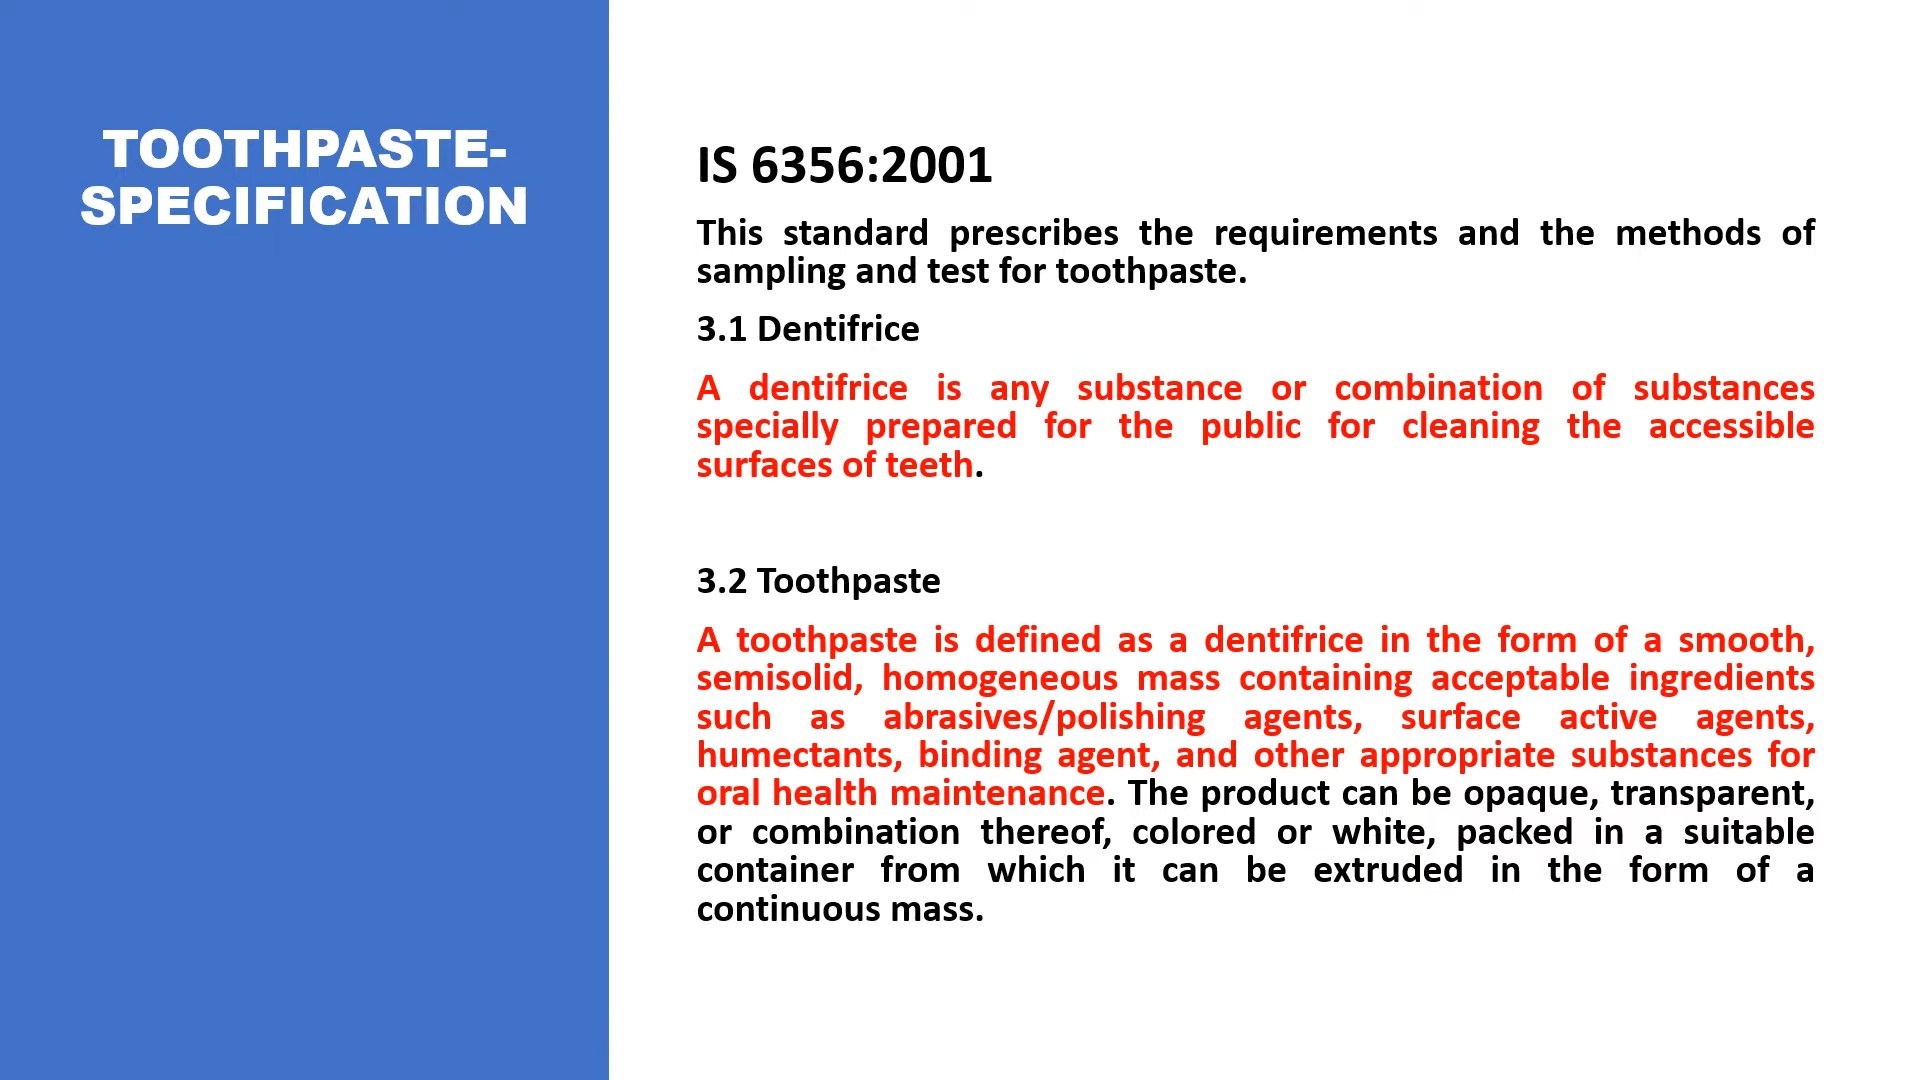 TOOTHPASTE-
SPECIFICATION
IS 6356:2001
This standard prescribes the requirements and the methods of
sampling and test for toothpaste.
3.1 Dentifrice
A dentifrice is any substance or combination of substances
specially prepared for the public for cleaning the accessible
surfaces of teeth.
3.2 Toothpaste
A toothpaste is defined as a dentifrice in the form of a smooth,
semisolid, homogeneous mass containing acceptable ingredients
such as abrasives/polishing agents, surface active agents,
humectants, binding agent, and other appropriate substances for
oral health maintenance. The product can be opaque, transparent,
or combination thereof, colored or white, packed in a suitable
container from which it can be extruded in the form of a
continuous mass.